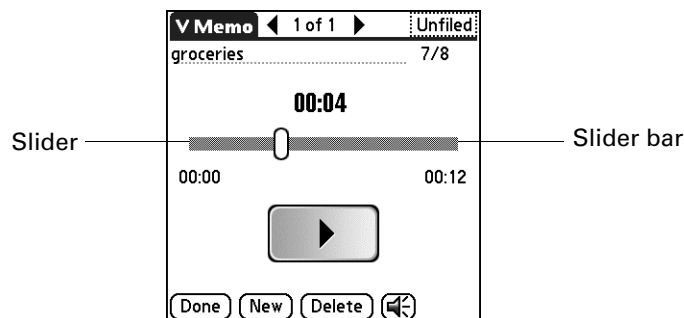 V Memo 1 of 1 Unfiled
groceries 7/8
00:04
Slider Slider bar
00:00 00:12
Done New Delete